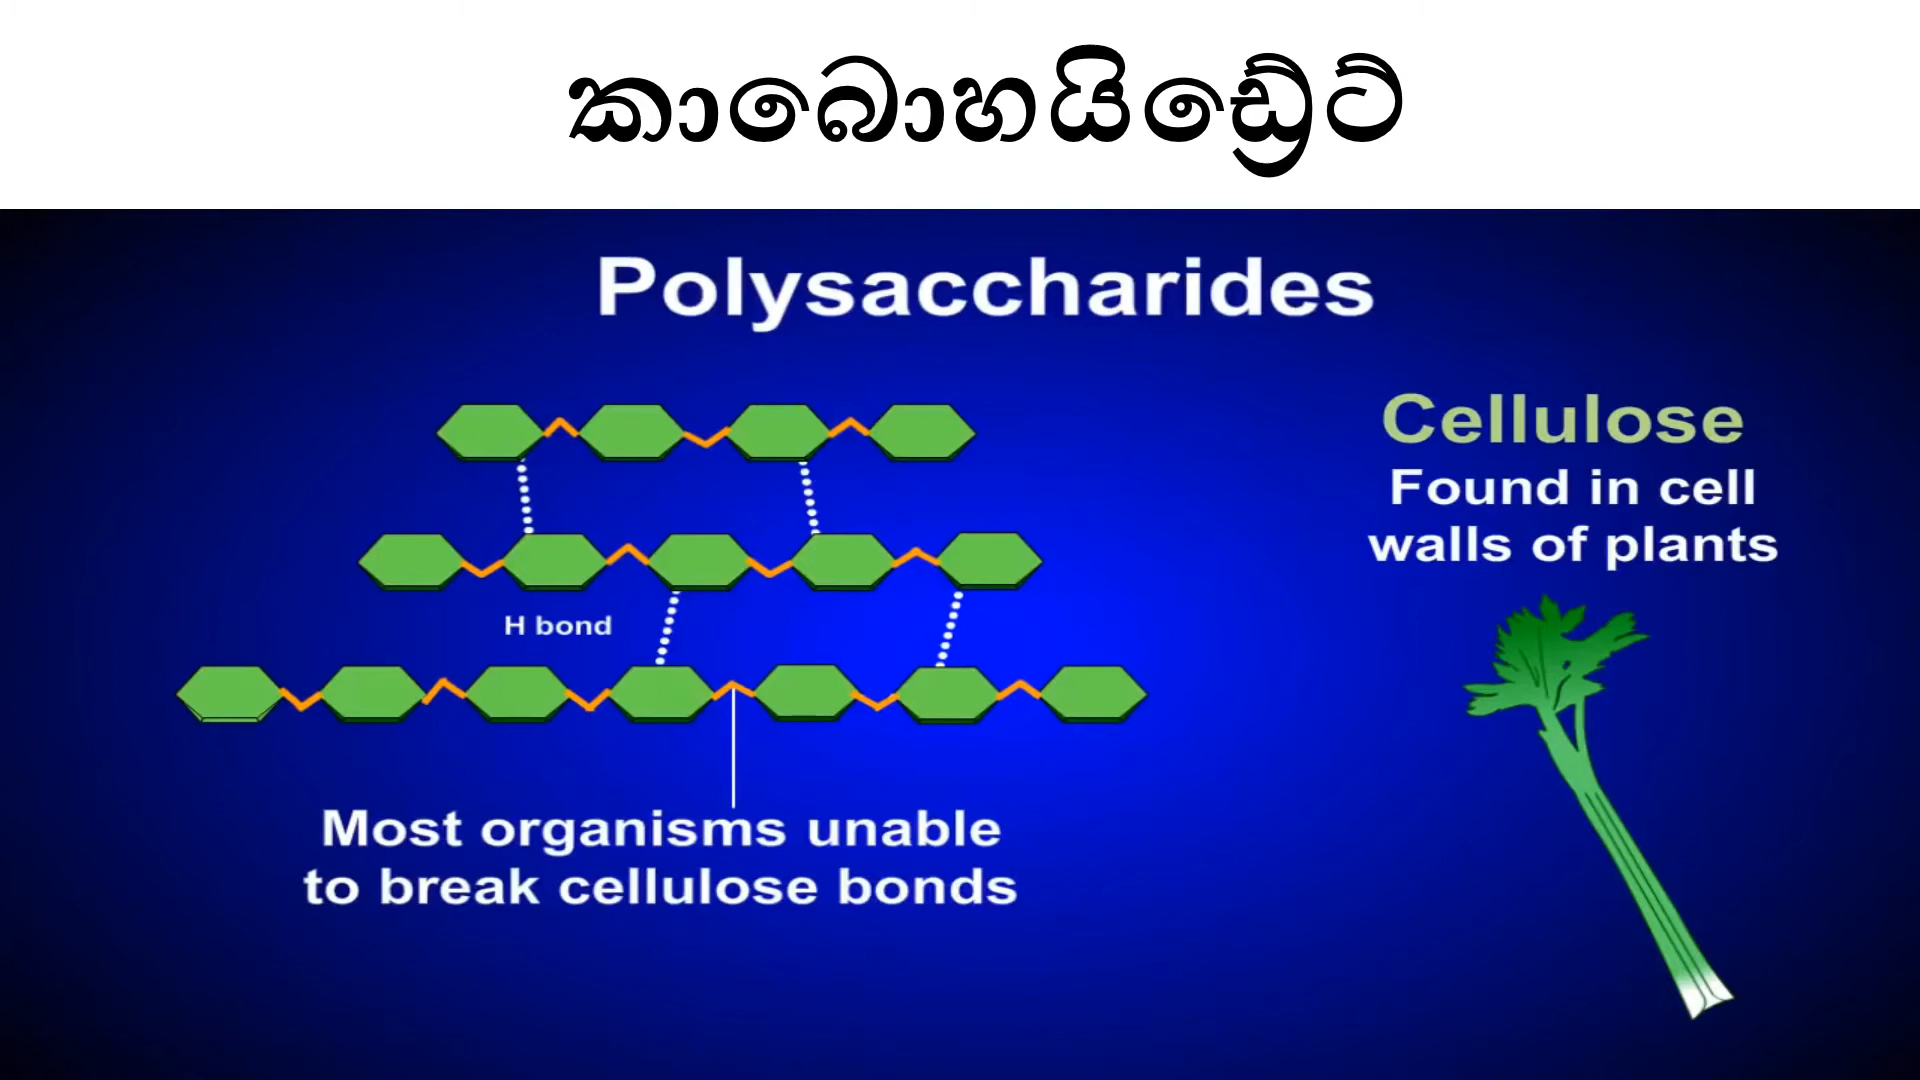 කාබොහයිඩ්‍රේට්
Polysaccharides
Cellulose
Found in cell
walls of plants
H bond
Most organisms unable
to break cellulose bonds